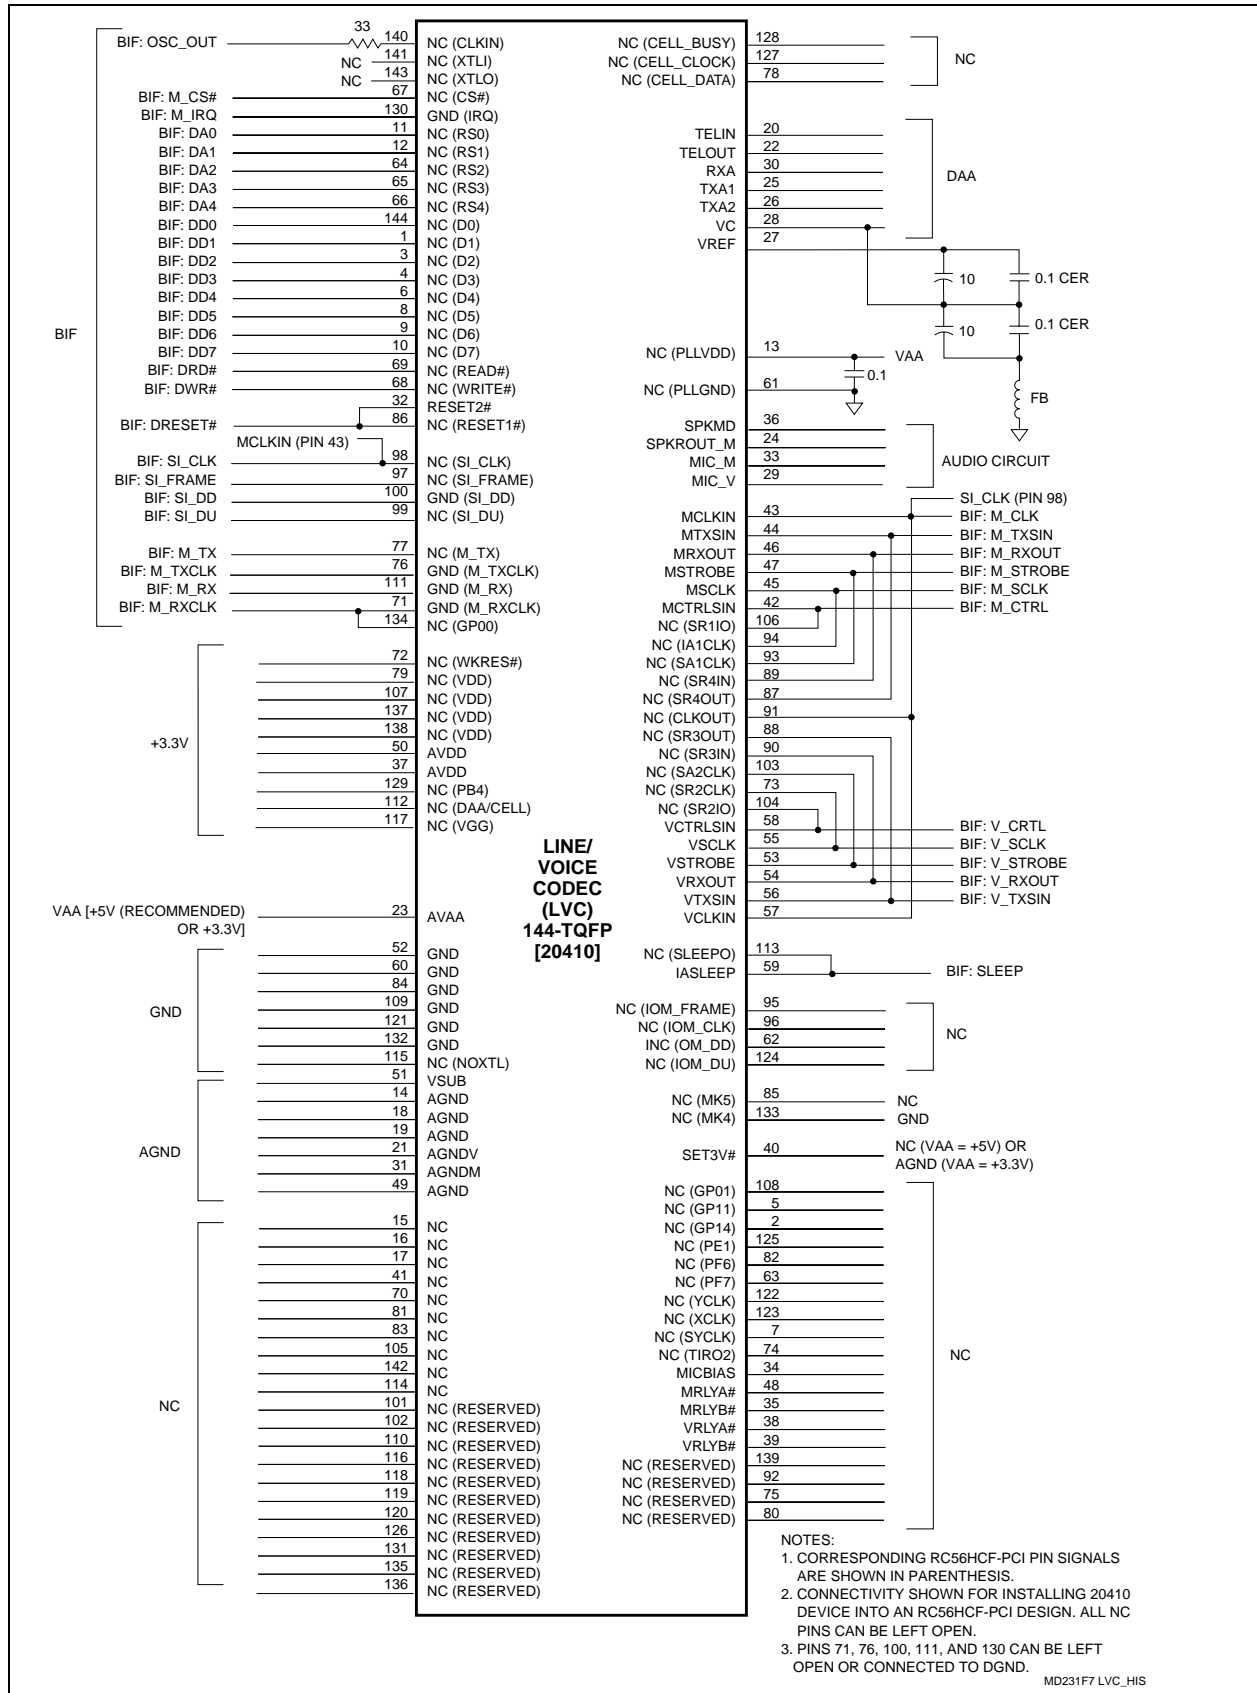 BIF: OSC_OUT 33 140 NC (CLKIN)
NC 141 NC (XTLI)
NC 143 NC (XTLO)
BIF: M_CS# 67 NC (CS#)
BIF: M_IRQ 130 GND (IRQ)
BIF: DA0 11 NC (RS0)
BIF: DA1 12 NC (RS1)
BIF: DA2 64 NC (RS2)
BIF: DA3 65 NC (RS3)
BIF: DA4 66 NC (RS4)
BIF: DD0 144 NC (D0)
BIF: DD1 1 NC (D1)
BIF: DD2 3 NC (D2)
BIF: DD3 4 NC (D3)
BIF: DD4 6 NC (D4)
BIF: DD5 8 NC (D5)
BIF: DD6 9 NC (D6)
BIF: DD7 10 NC (D7)
BIF: DRD# 69 NC (READ#)
BIF: DWR# 68 NC (WRITE#)
32 RESET2#
BIF: DRESET# 86 NC (RESET1#)
MCLKIN (PIN 43)
BIF: SI_CLK 98 NC (SI_CLK)
BIF: SI_FRAME 97 NC (SI_FRAME)
BIF: SI_DD 100 GND (SI_DD)
BIF: SI_DU 99 NC (SI_DU)
BIF: M_TX 77 NC (M_TX)
BIF: M_TXCLK 76 GND (M_TXCLK)
BIF: M_RX 111 GND (M_RX)
BIF: M_RXCLK 71 GND (M_RXCLK)
134 NC (GP00)
BIF
72 NC (WKRES#)
79 NC (VDD)
107 NC (VDD)
137 NC (VDD)
138 NC (VDD)
50 AVDD
37 AVDD
129 NC (PB4)
112 NC (DAA/CELL)
117 NC (VGG)
+3.3V
VAA [+5V (RECOMMENDED) 23 AVAA
OR +3.3V]
52 GND
60 GND
84 GND
109 GND
121 GND
132 GND
115 NC (NOXTL)
GND
51 VSUB
14 AGND
18 AGND
19 AGND
21 AGNDV
31 AGNDM
49 AGND
AGND
15 NC
16 NC
17 NC
41 NC
70 NC
81 NC
83 NC
105 NC
142 NC
114 NC
101 NC (RESERVED)
102 NC (RESERVED)
110 NC (RESERVED)
116 NC (RESERVED)
118 NC (RESERVED)
119 NC (RESERVED)
120 NC (RESERVED)
126 NC (RESERVED)
131 NC (RESERVED)
135 NC (RESERVED)
136 NC (RESERVED)
NC
LINE/
VOICE
CODEC
(LVC)
144-TQFP
[20410]
NC (CELL_BUSY) 128
NC (CELL_CLOCK) 127
NC (CELL_DATA) 78
NC
TELIN 20
TELOUT 22
RXA 30
TXA1 25
TXA2 26
VC 28
VREF 27
DAA
10 0.1 CER
10 0.1 CER
FB
NC (PLLVDD) 13 VAA
0.1
NC (PLLGND) 61
SPKMD 36
SPKROUT_M 24
MIC_M 33
MIC_V 29
AUDIO CIRCUIT
SI_CLK (PIN 98)
MCLKIN 43 BIF: M_CLK
MTXSIN 44 BIF: M_TXSIN
MRXOUT 46 BIF: M_RXOUT
MSTROBE 47 BIF: M_STROBE
MSCLK 45 BIF: M_SCLK
MCTRLSIN 42 BIF: M_CTRL
NC (SR1IO) 106
NC (IA1CLK) 94
NC (SA1CLK) 93
NC (SR4IN) 89
NC (SR4OUT) 87
NC (CLKOUT) 91
NC (SR3OUT) 88
NC (SR3IN) 90
NC (SA2CLK) 103
NC (SR2CLK) 73
NC (SR2IO) 104
VCTRLSIN 58 BIF: V_CRTL
VSCLK 55 BIF: V_SCLK
VSTROBE 53 BIF: V_STROBE
VRXOUT 54 BIF: V_RXOUT
VTXSIN 56 BIF: V_TXSIN
VCLKIN 57
NC (SLEEPO) 113
IASLEEP 59 BIF: SLEEP
NC (IOM_FRAME) 95
NC (IOM_CLK) 96
INC (OM_DD) 62
NC (IOM_DU) 124
NC
NC (MK5) 85 NC
NC (MK4) 133 GND
SET3V# 40 NC (VAA = +5V) OR
AGND (VAA = +3.3V)
NC (GP01) 108
NC (GP11) 5
NC (GP14) 2
NC (PE1) 125
NC (PF6) 82
NC (PF7) 63
NC (YCLK) 122
NC (XCLK) 123
NC (SYCLK) 7
NC (TIRO2) 74
MICBIAS 34
MRLYA# 48
MRLYB# 35
VRLYA# 38
VRLYB# 39
NC (RESERVED) 139
NC (RESERVED) 92
NC (RESERVED) 75
NC (RESERVED) 80
NC
NOTES:
1. CORRESPONDING RC56HCF-PCI PIN SIGNALS
ARE SHOWN IN PARENTHESIS.
2. CONNECTIVITY SHOWN FOR INSTALLING 20410
DEVICE INTO AN RC56HCF-PCI DESIGN. ALL NC
PINS CAN BE LEFT OPEN.
3. PINS 71, 76, 100, 111, AND 130 CAN BE LEFT
OPEN OR CONNECTED TO DGND.
MD231F7 LVC_HIS